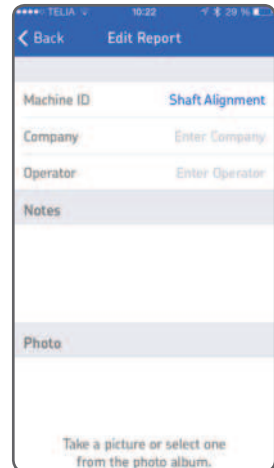 TELIA 10:22 29 %
Back Edit Report
Machine ID Shaft Alignment
Company Enter Company
Operator Enter Operator
Notes
Photo
Take a picture or select one
from the photo album.